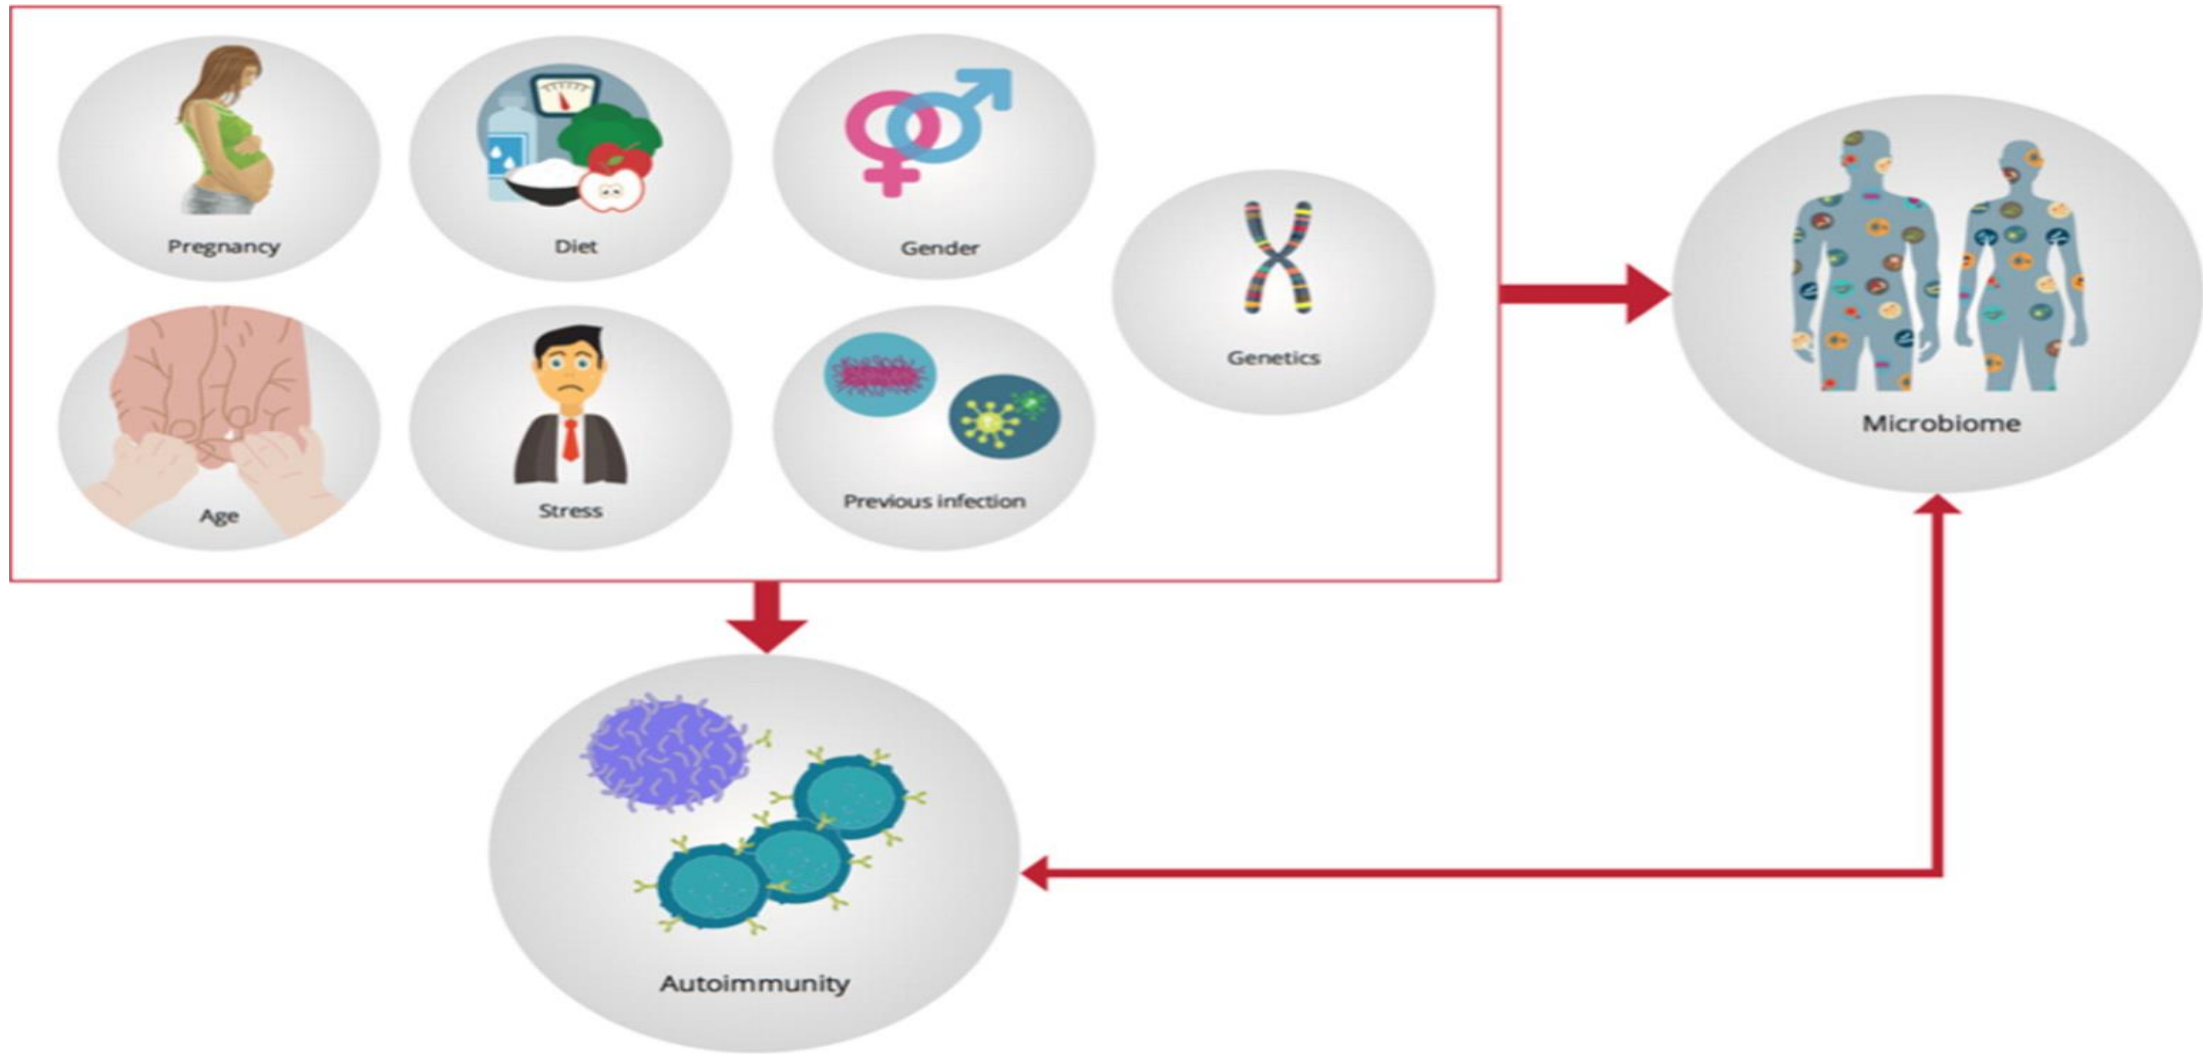 Pregnancy
Diet
Gender
Genetics
Age
Stress
Previous infection
Microbiome
Autoimmunity